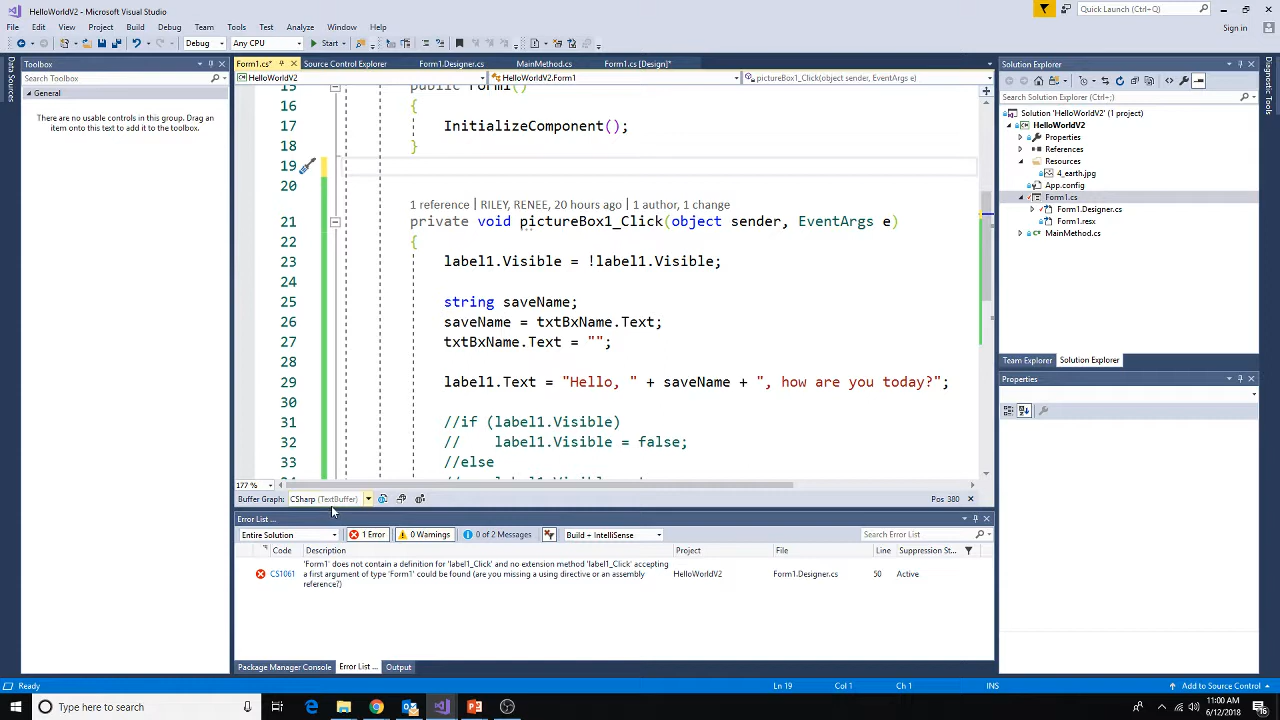 HelloWorldV2 - Microsoft Visual Studio
Quick Launch (Ctrl+Q)
File Edit View Project Build Debug Team Tools Test Analyze Window Help
Sign in
Debug Any CPU Start
Data Sources
Toolbox
Search Toolbox
General
There are no usable controls in this group. Drag an
item onto this text to add it to the toolbox.
Form1.cs* Source Control Explorer Form1.Designer.cs MainMethod.cs Form1.cs [Design]*
HelloWorldV2 HelloWorldV2.Form1 pictureBox1_Click(object sender, EventArgs e)
15 public Form1()
16 {
17 InitializeComponent();
18 }
19
20
1 reference | RILEY, RENEE, 20 hours ago | 1 author, 1 change
21 private void pictureBox1_Click(object sender, EventArgs e)
22 {
23 label1.Visible = !label1.Visible;
24
25 string saveName;
26 saveName = txtBxName.Text;
27 txtBxName.Text = "";
28
29 label1.Text = "Hello, " + saveName + ", how are you today?";
30
31 //if (label1.Visible)
32 // label1.Visible = false;
33 //else
177 %
Buffer Graph: CSharp (TextBuffer) Pos 380
Error List ...
Entire Solution 1 Error 0 Warnings 0 of 2 Messages Build + IntelliSense Search Error List
Code Description Project File Line Suppression St...
CS1061 'Form1' does not contain a definition for 'label1_Click' and no extension method 'label1_Click' accepting
a first argument of type 'Form1' could be found (are you missing a using directive or an assembly
reference?)
HelloWorldV2 Form1.Designer.cs 50 Active
Package Manager Console Error List ... Output
Solution Explorer
Search Solution Explorer (Ctrl+;)
Solution 'HelloWorldV2' (1 project)
HelloWorldV2
Properties
References
Resources
4_earth.jpg
App.config
Form1.cs
Form1.Designer.cs
Form1.resx
MainMethod.cs
Team Explorer Solution Explorer
Properties
Diagnostic Tools
Ready Ln 19 Col 1 Ch 1 INS Add to Source Control
Type here to search
11:00 AM
6/12/2018